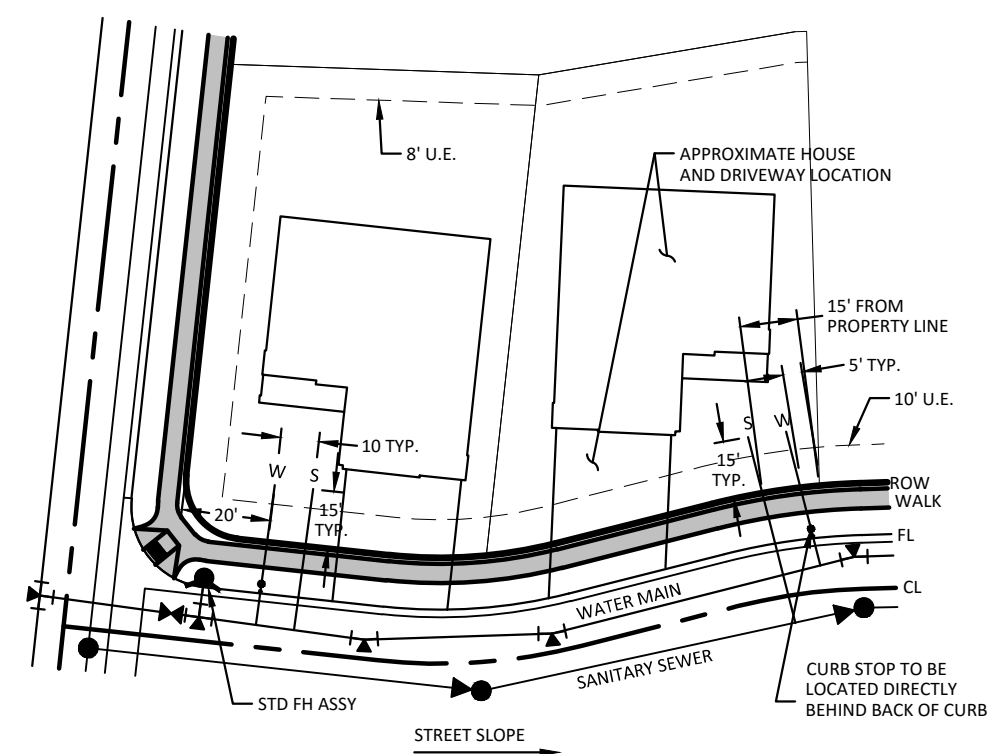 8' U.E.
APPROXIMATE HOUSE
AND DRIVEWAY LOCATION
15' FROM
PROPERTY LINE
5' TYP.
10' U.E.
10 TYP.
W
S
S
W
15'
TYP.
20'
15'
TYP.
ROW
WALK
FL
WATER MAIN
CL
SANITARY SEWER
STD FH ASSY
CURB STOP TO BE
LOCATED DIRECTLY
BEHIND BACK OF CURB
STREET SLOPE